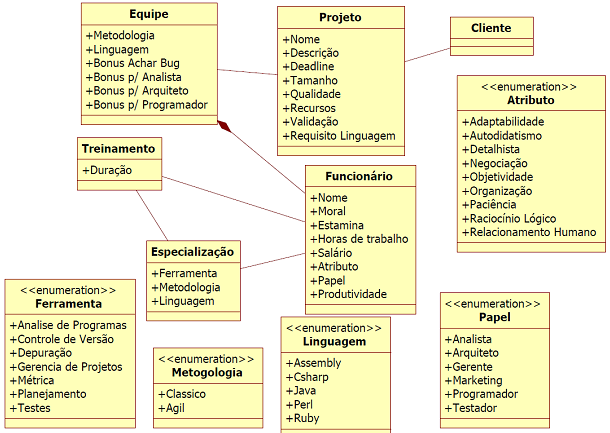 Equipe
+Metodologia
+Linguagem
+Bonus Achar Bug
+Bonus p/ Analista
+Bonus p/ Arquiteto
+Bonus p/ Programador
Projeto
+Nome
+Descrição
+Deadline
+Tamanho
+Qualidade
+Recursos
+Validação
+Requisito Linguagem
Cliente
<<enumeration>>
Atributo
+Adaptabilidade
+Autodidatismo
+Detalhista
+Negociação
+Objetividade
+Organização
+Paciência
+Raciocínio Lógico
+Relacionamento Humano
Treinamento
+Duração
Funcionário
+Nome
+Moral
+Estamina
+Horas de trabalho
+Salário
+Atributo
+Papel
+Produtividade
Especialização
+Ferramenta
+Metodologia
+Linguagem
<<enumeration>>
Ferramenta
+Analise de Programas
+Controle de Versão
+Depuração
+Gerencia de Projetos
+Métrica
+Planejamento
+Testes
<<enumeration>>
Metogologia
+Classico
+Agil
<<enumeration>>
Linguagem
+Assembly
+Csharp
+Java
+Perl
+Ruby
<<enumeration>>
Papel
+Analista
+Arquiteto
+Gerente
+Marketing
+Programador
+Testador